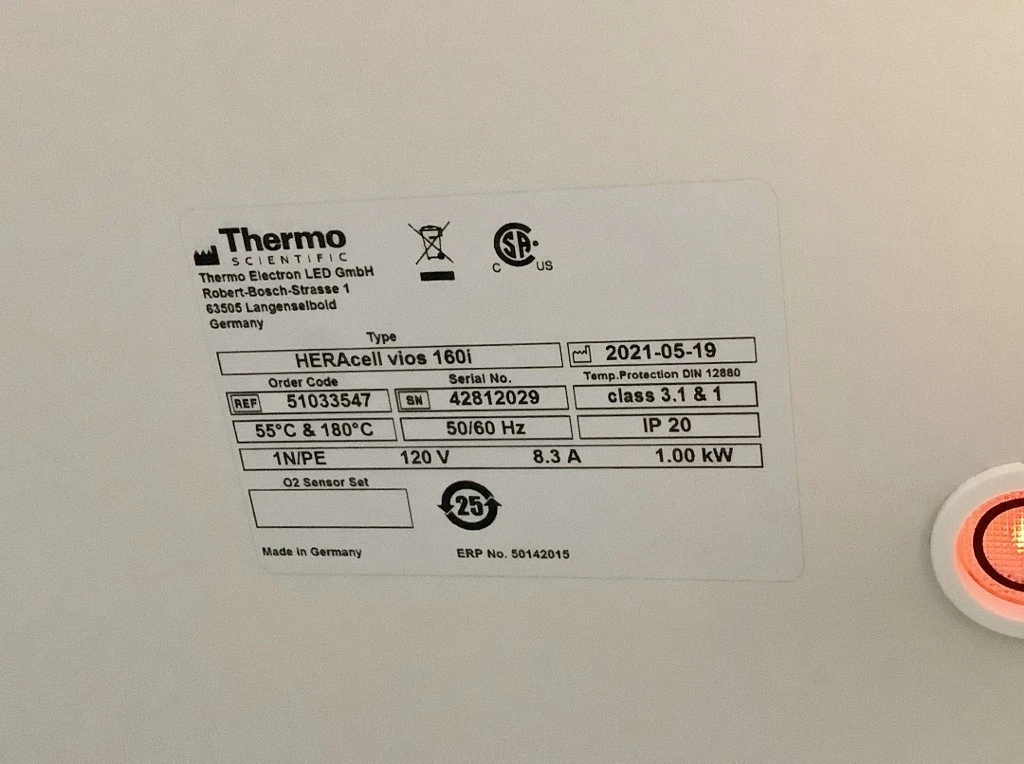 Thermo
SCIENTIFIC
Thermo Electron LED GmbH
Robert-Bosch-Strasse 1
63505 Langenselbold
Germany
C SA US
Type
HERAcell vios 160i
2021-05-19
Order Code
Serial No.
Temp.Protection DIN 12880
REF 51033547
SN 42812029
class 3.1 & 1
55°C & 180°C
50/60 Hz
IP 20
1N/PE 120 V 8.3 A 1.00 kW
O2 Sensor Set
25
Made in Germany
ERP No. 50142015